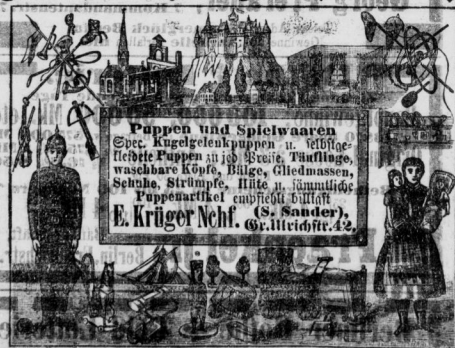 Puppen und Spielwaaren
Spec. Kugelgelenkpuppen u. selbstge-
kleidete Puppen zu jed Preise, Täuflinge,
waschbare Köpfe, Bälge, Gliedmassen,
Schuhe, Strümpfe, Hüte u. sämmtliche
Puppenartikel empfiehlt billigst
E. Krüger Nchf. (S. Sander),
Gr. Ulrichstr. 42,